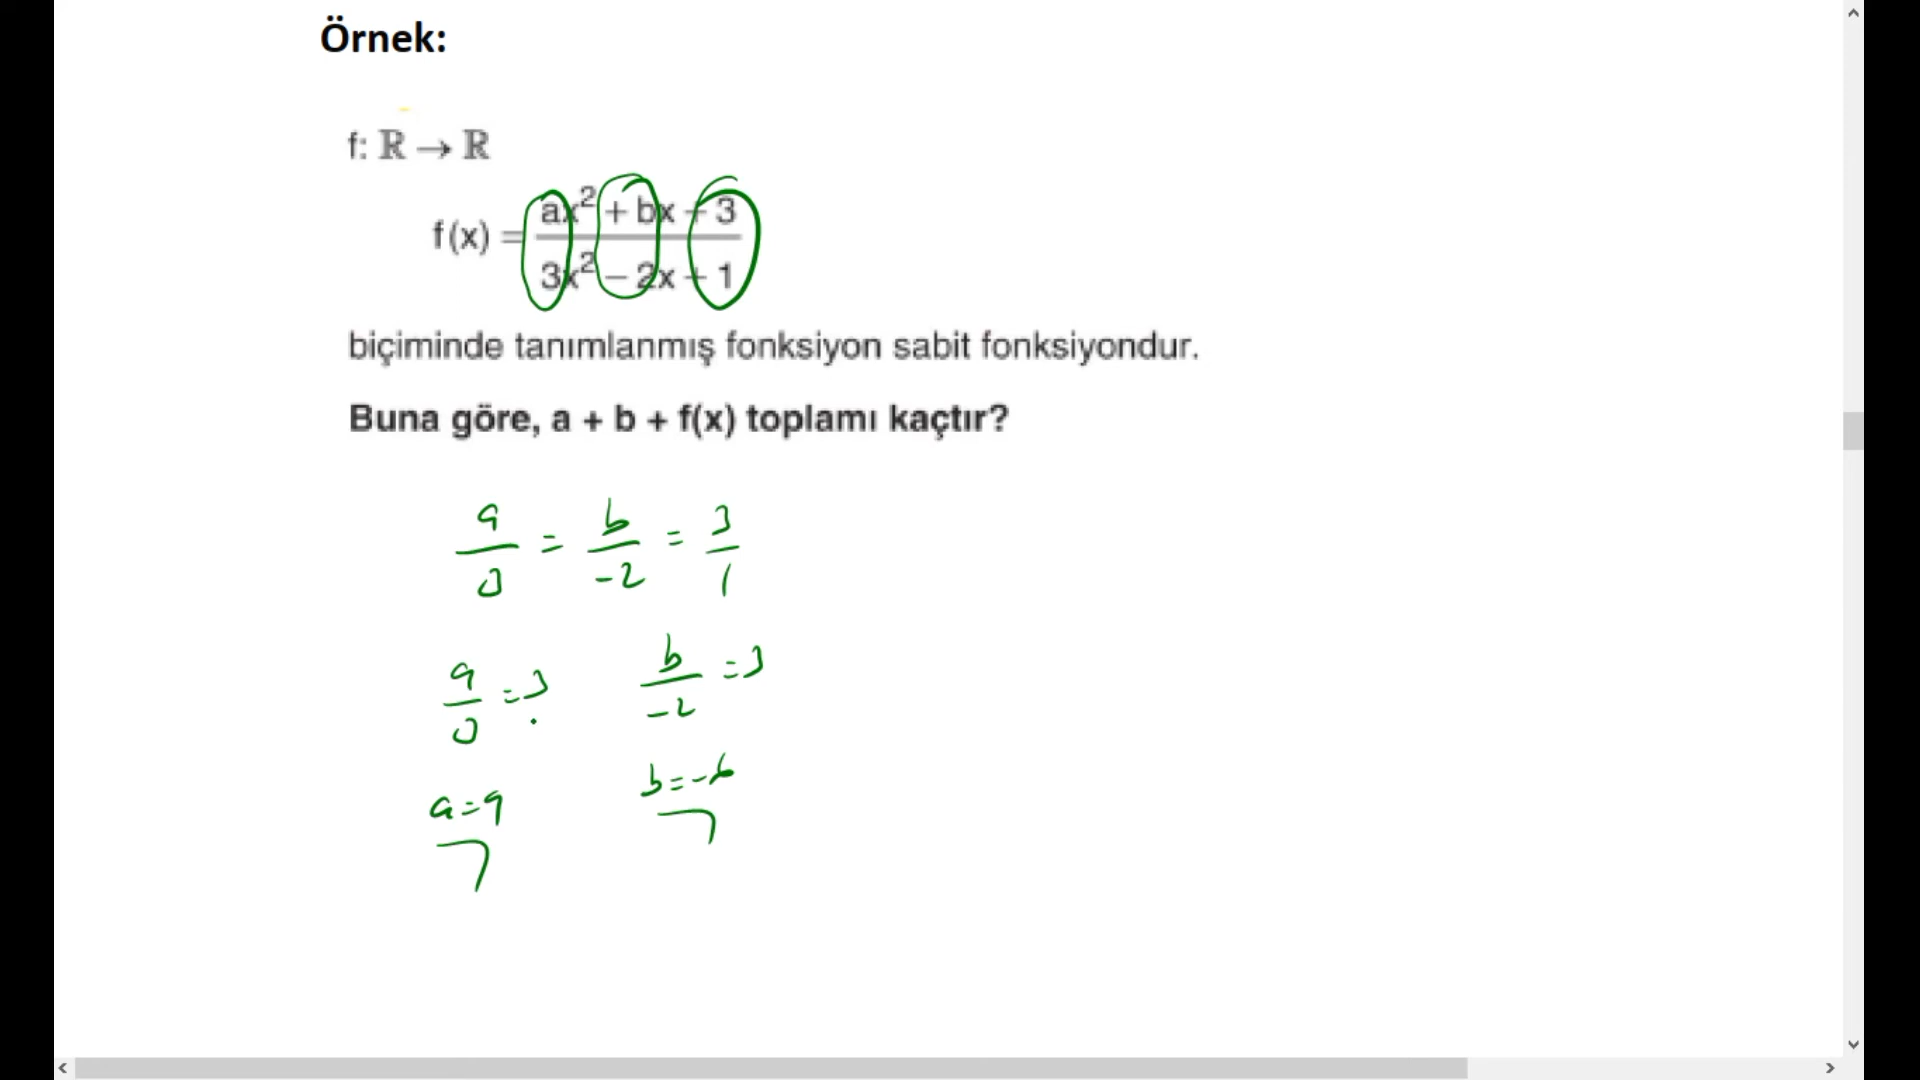 Örnek:
f: ℝ → ℝ
f(x) = ax² + bx + 3 / 3x² − 2x + 1
biçiminde tanımlanmış fonksiyon sabit fonksiyondur.
Buna göre, a + b + f(x) toplamı kaçtır?
a/3 = b/-2 = 3/1
a/3 = 3 b/-2 = 3
a=9 b=-6